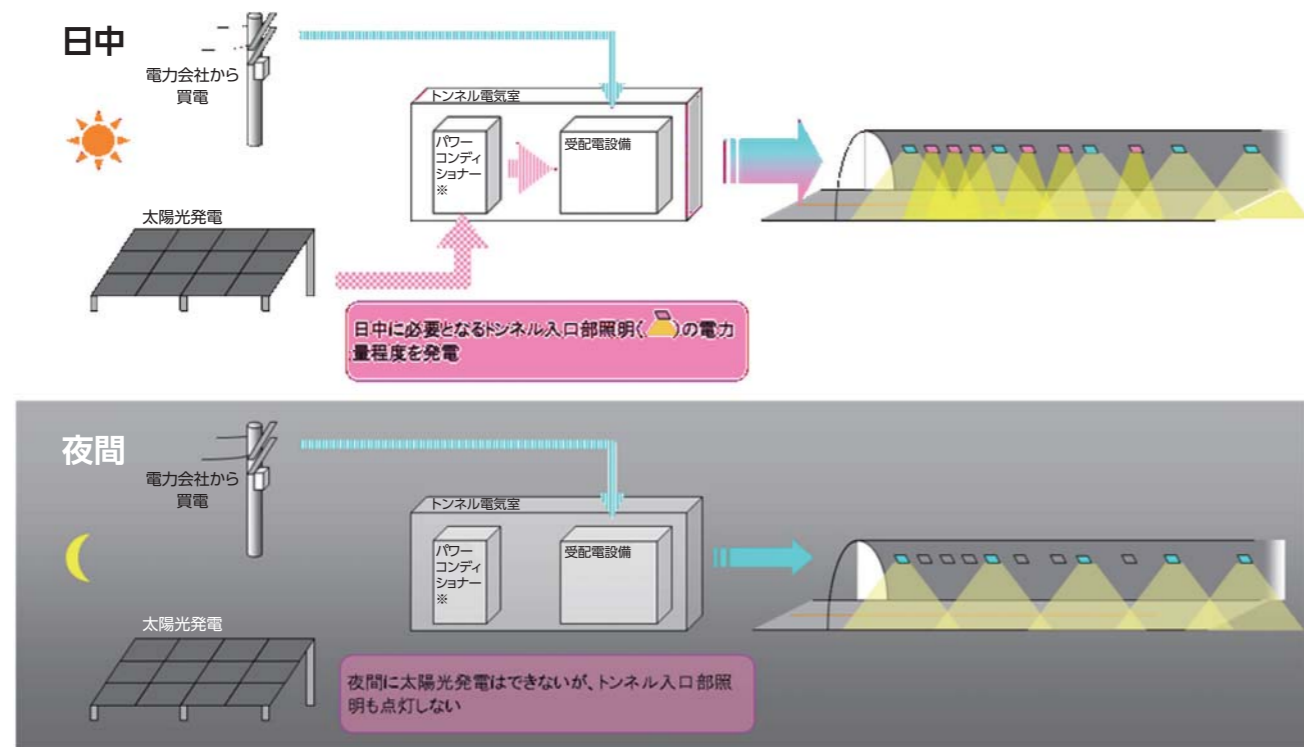 日中
電力会社から
買電
トンネル電気室
パワー
コンディ
ショナー
※
受配電設備
太陽光発電
日中に必要となるトンネル入口部照明( )の電力
量程度を発電
夜間
電力会社から
買電
トンネル電気室
パワー
コンディ
ショナー
※
受配電設備
太陽光発電
夜間に太陽光発電はできないが、トンネル入口部照
明も点灯しない